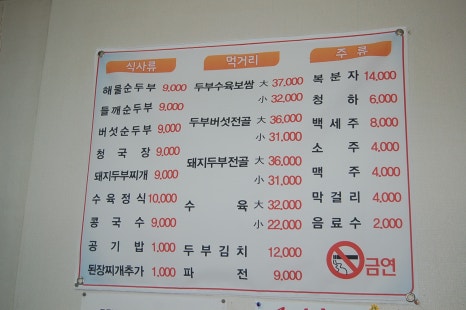 식사류
해물순두부 9,000
들깨순두부 9,000
버섯순두부 9,000
청국장 9,000
돼지두부찌개 9,000
수육정식 10,000
콩국수 9,000
공기밥 1,000
된장찌개추가 1,000
먹거리
두부수육보쌈 大 37,000
小 32,000
두부버섯전골 大 36,000
小 31,000
돼지두부전골 大 36,000
小 31,000
수육 大 32,000
小 22,000
두부김치 12,000
파전 9,000
주류
복분자 14,000
청하 6,000
백세주 8,000
소주 4,000
맥주 4,000
막걸리 4,000
음료수 2,000
금연